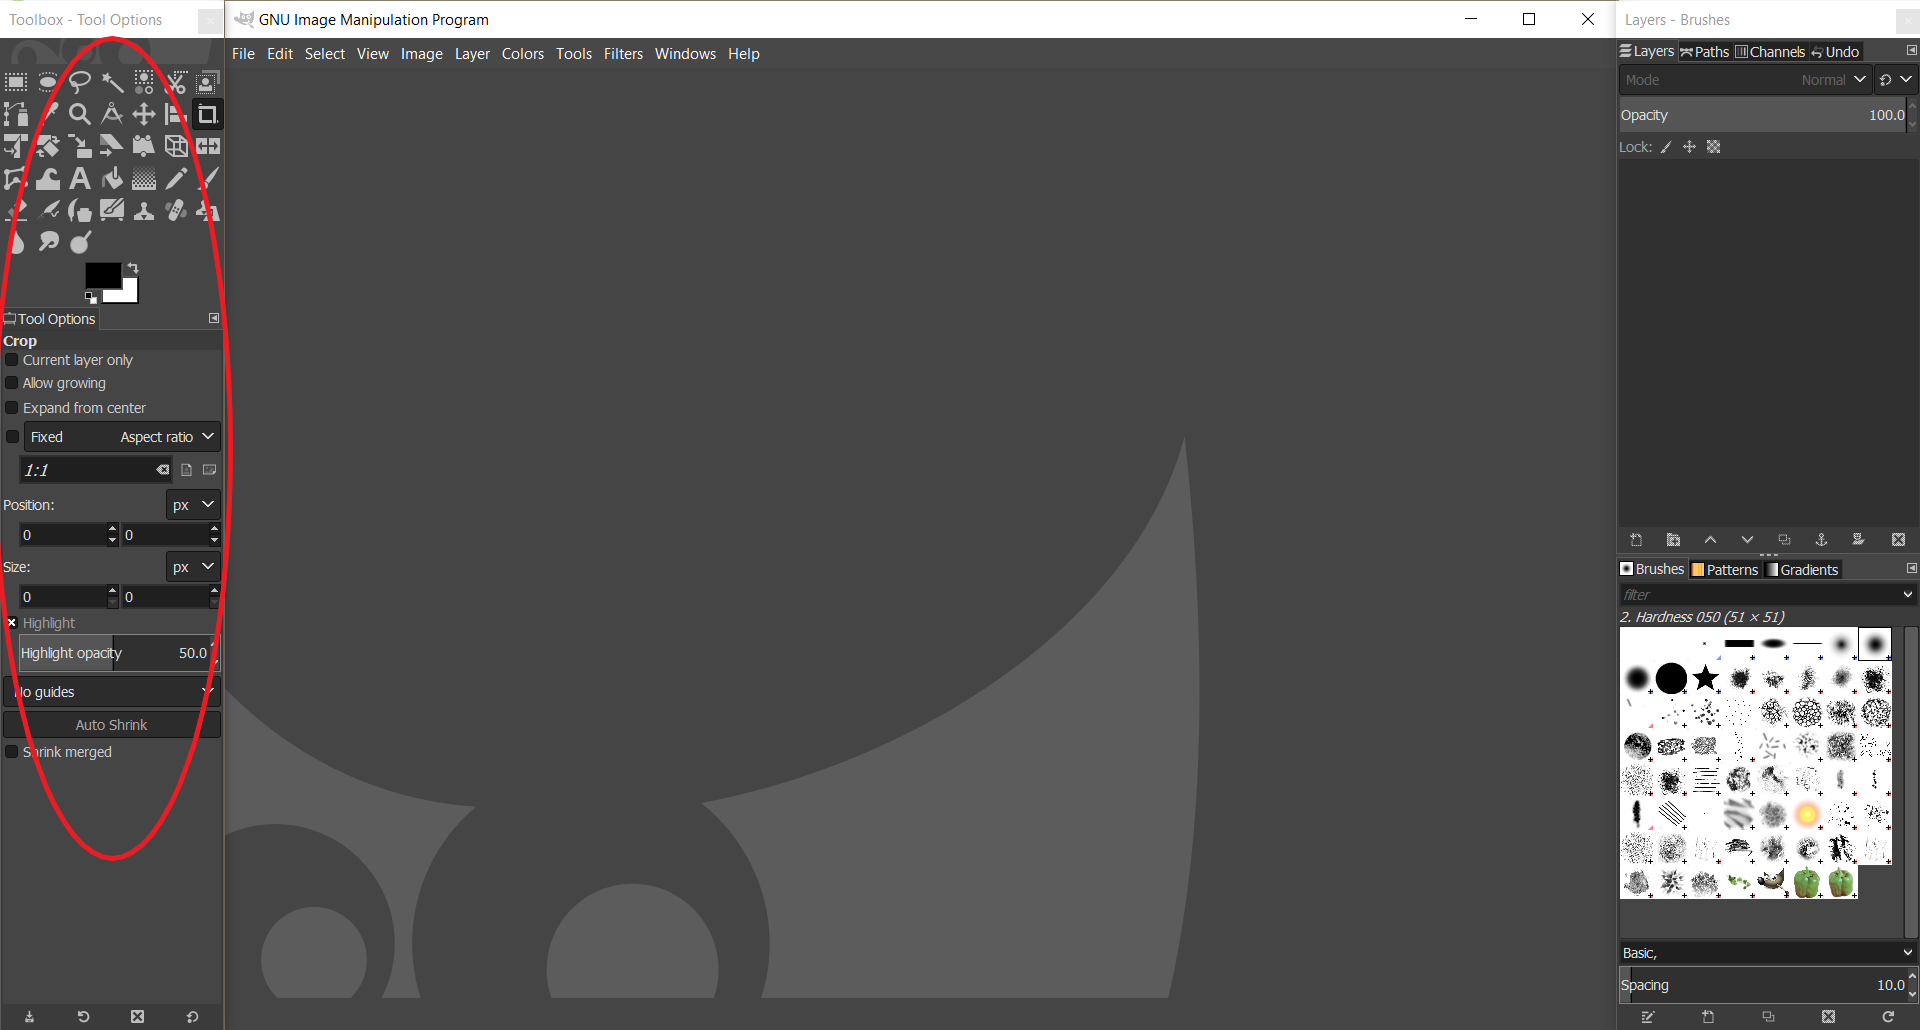 Toolbox - Tool Options
GNU Image Manipulation Program
Layers - Brushes
File Edit Select View Image Layer Colors Tools Filters Windows Help
Layers Paths Channels Undo
Mode Normal
Opacity 100.0
Lock:
Tool Options
Crop
Current layer only
Allow growing
Expand from center
Fixed Aspect ratio
1:1
Position: px
0 0
Size: px
0 0
Highlight
Highlight opacity 50.0
No guides
Auto Shrink
Shrink merged
Brushes Patterns Gradients
filter
2. Hardness 050 (51 × 51)
Basic,
Spacing 10.0